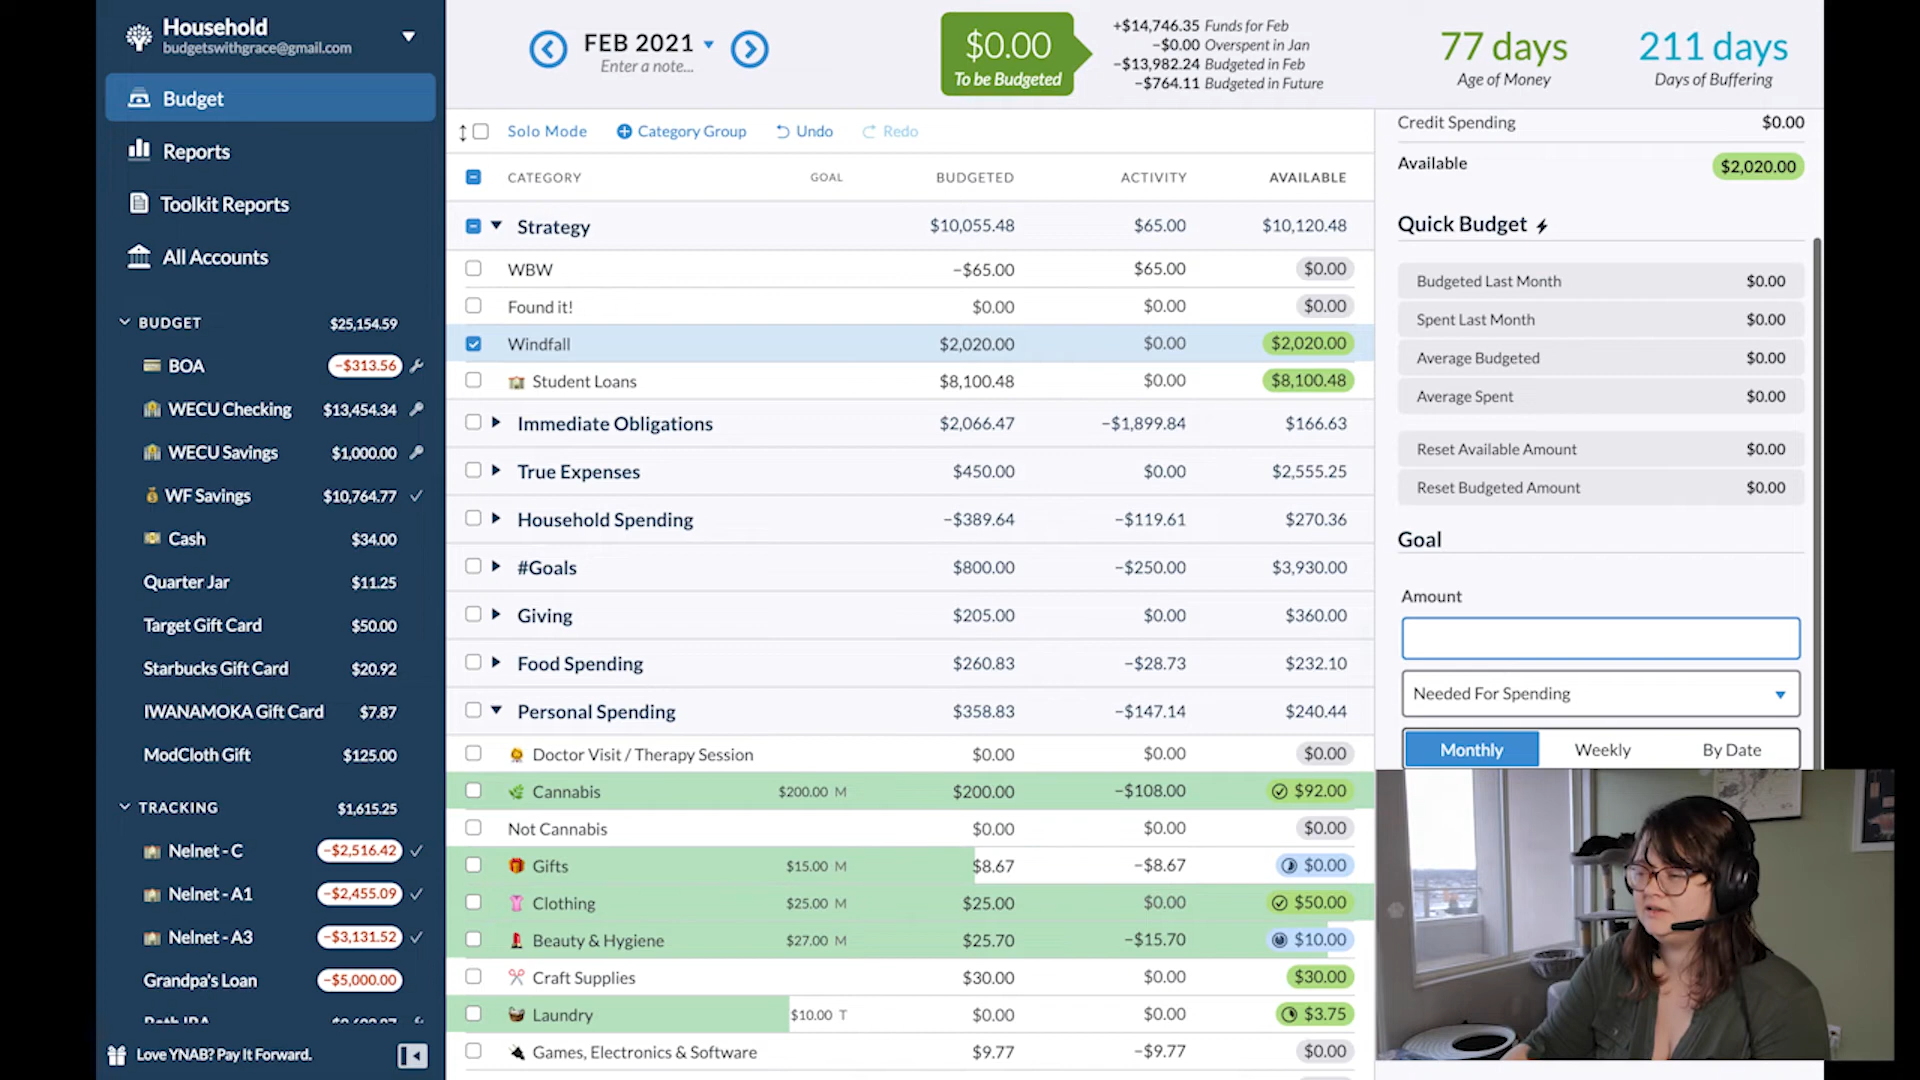 Household
budgetswithgrace@gmail.com
Budget
Reports
Toolkit Reports
All Accounts
BUDGET $25,154.59
BOA −$313.56
WECU Checking $13,454.34
WECU Savings $1,000.00
WF Savings $10,764.77
Cash $34.00
Quarter Jar $11.25
Target Gift Card $50.00
Starbucks Gift Card $20.92
IWANAMOKA Gift Card $7.87
ModCloth Gift $125.00
TRACKING $1,615.25
Nelnet - C −$2,516.42
Nelnet - A1 −$2,455.09
Nelnet - A3 −$3,131.52
Grandpa's Loan −$5,000.00
Roth IRA
Love YNAB? Pay It Forward.
FEB 2021
Enter a note...
$0.00
To be Budgeted
+$14,746.35 Funds for Feb
−$0.00 Overspent in Jan
−$13,982.24 Budgeted in Feb
−$764.11 Budgeted in Future
77 days
Age of Money
211 days
Days of Buffering
Solo Mode Category Group Undo Redo
CATEGORY GOAL BUDGETED ACTIVITY AVAILABLE
Strategy $10,055.48 $65.00 $10,120.48
WBW −$65.00 $65.00 $0.00
Found it! $0.00 $0.00 $0.00
Windfall $2,020.00 $0.00 $2,020.00
Student Loans $8,100.48 $0.00 $8,100.48
Immediate Obligations $2,066.47 −$1,899.84 $166.63
True Expenses $450.00 $0.00 $2,555.25
Household Spending −$389.64 −$119.61 $270.36
#Goals $800.00 −$250.00 $3,930.00
Giving $205.00 $0.00 $360.00
Food Spending $260.83 −$28.73 $232.10
Personal Spending $358.83 −$147.14 $240.44
Doctor Visit / Therapy Session $0.00 $0.00 $0.00
Cannabis $200.00 M $200.00 −$108.00 $92.00
Not Cannabis $0.00 $0.00 $0.00
Gifts $15.00 M $8.67 −$8.67 $0.00
Clothing $25.00 M $25.00 $0.00 $50.00
Beauty & Hygiene $27.00 M $25.70 −$15.70 $10.00
Craft Supplies $30.00 $0.00 $30.00
Laundry $10.00 T $0.00 $0.00 $3.75
Games, Electronics & Software $9.77 −$9.77 $0.00
Credit Spending $0.00
Available $2,020.00
Quick Budget
Budgeted Last Month $0.00
Spent Last Month $0.00
Average Budgeted $0.00
Average Spent $0.00
Reset Available Amount $0.00
Reset Budgeted Amount $0.00
Goal
Amount
Needed For Spending
Monthly Weekly By Date